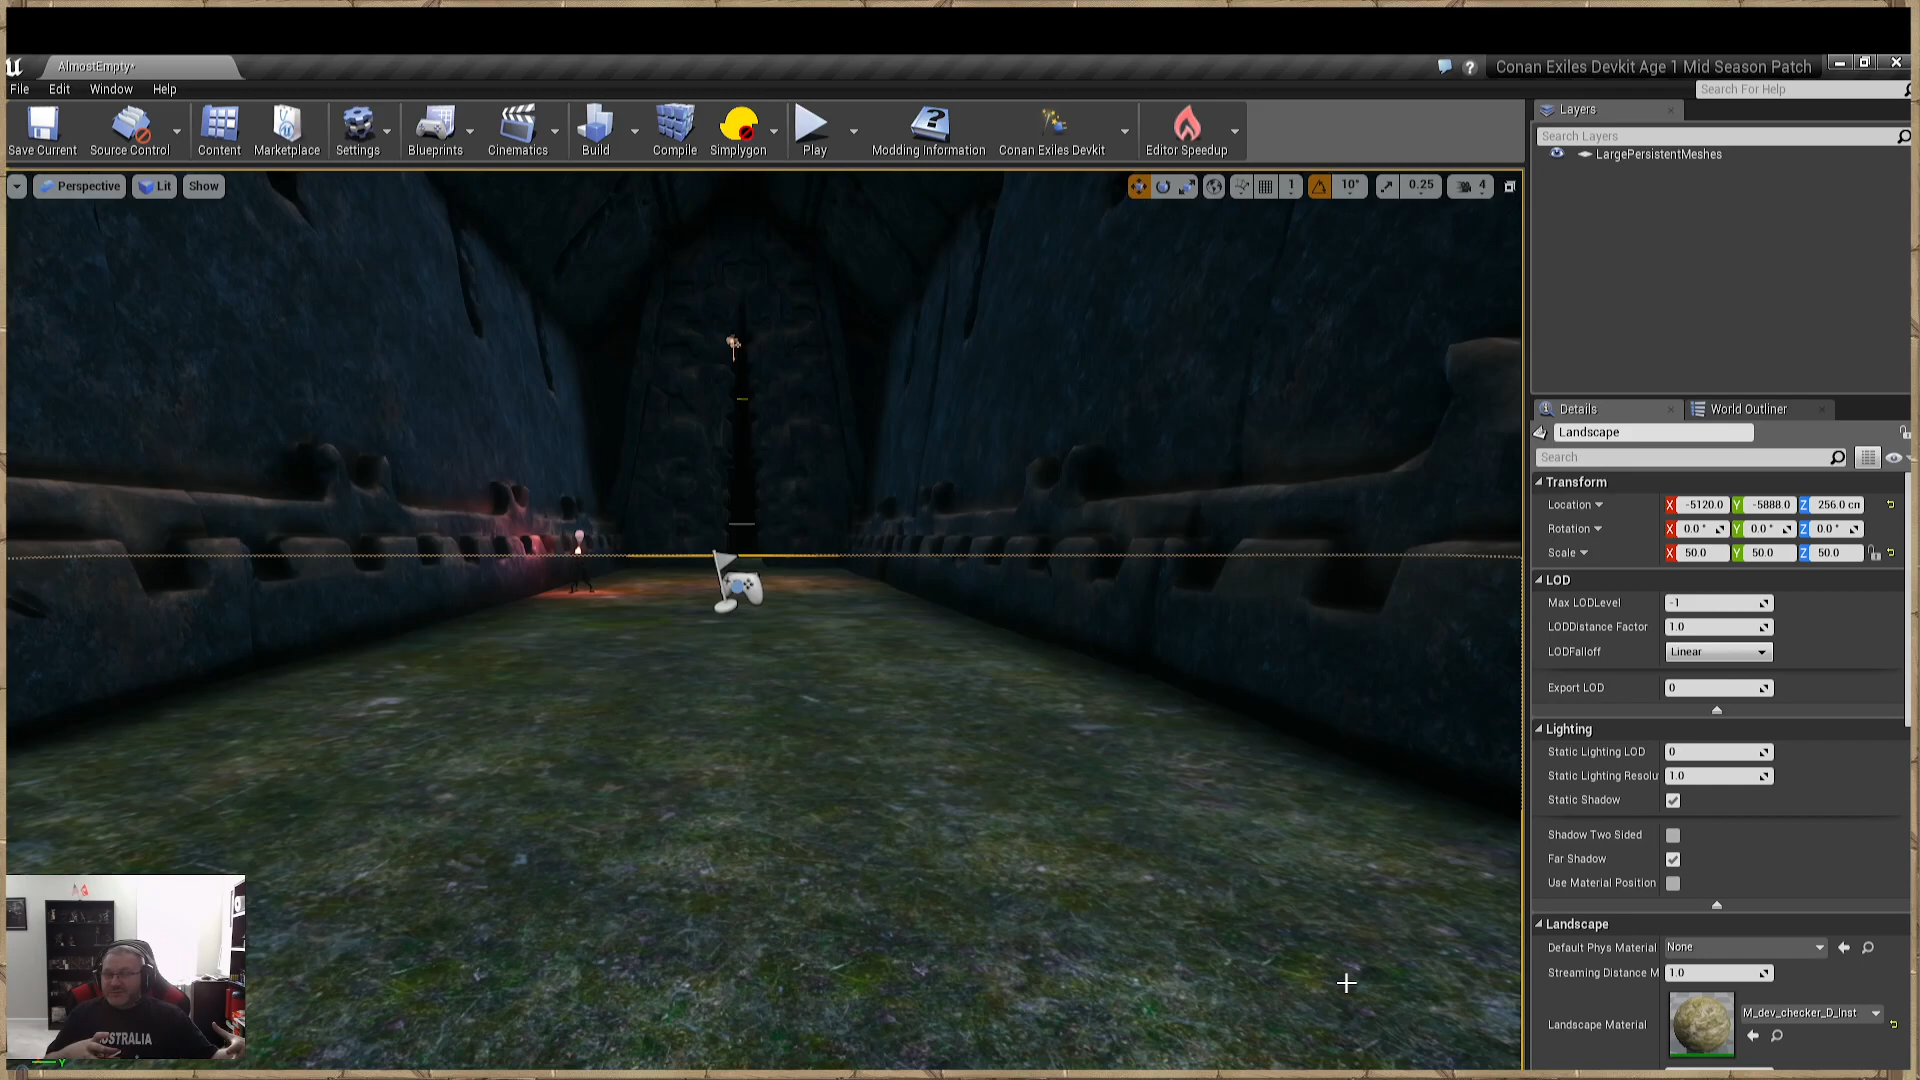 AlmostEmpty*
Conan Exiles Devkit Age 1 Mid Season Patch
File Edit Window Help
Search For Help
Save Current Source Control Content Marketplace Settings Blueprints Cinematics Build Compile Simplygon Play Modding Information Conan Exiles Devkit Editor Speedup
Layers
Search Layers
LargePersistentMeshes
Perspective Lit Show
1 10° 0.25 4
Details World Outliner
Landscape
Search
Transform
Location X -5120.0 Y -5888.0 Z 256.0 cm
Rotation X 0.0° Y 0.0° Z 0.0°
Scale X 50.0 Y 50.0 Z 50.0
LOD
Max LODLevel -1
LODDistance Factor 1.0
LODFalloff Linear
Export LOD 0
Lighting
Static Lighting LOD 0
Static Lighting Resolu 1.0
Static Shadow
Shadow Two Sided
Far Shadow
Use Material Position
Landscape
Default Phys Material None
Streaming Distance M 1.0
M_dev_checker_D_Inst
Landscape Material
AUSTRALIA
Y